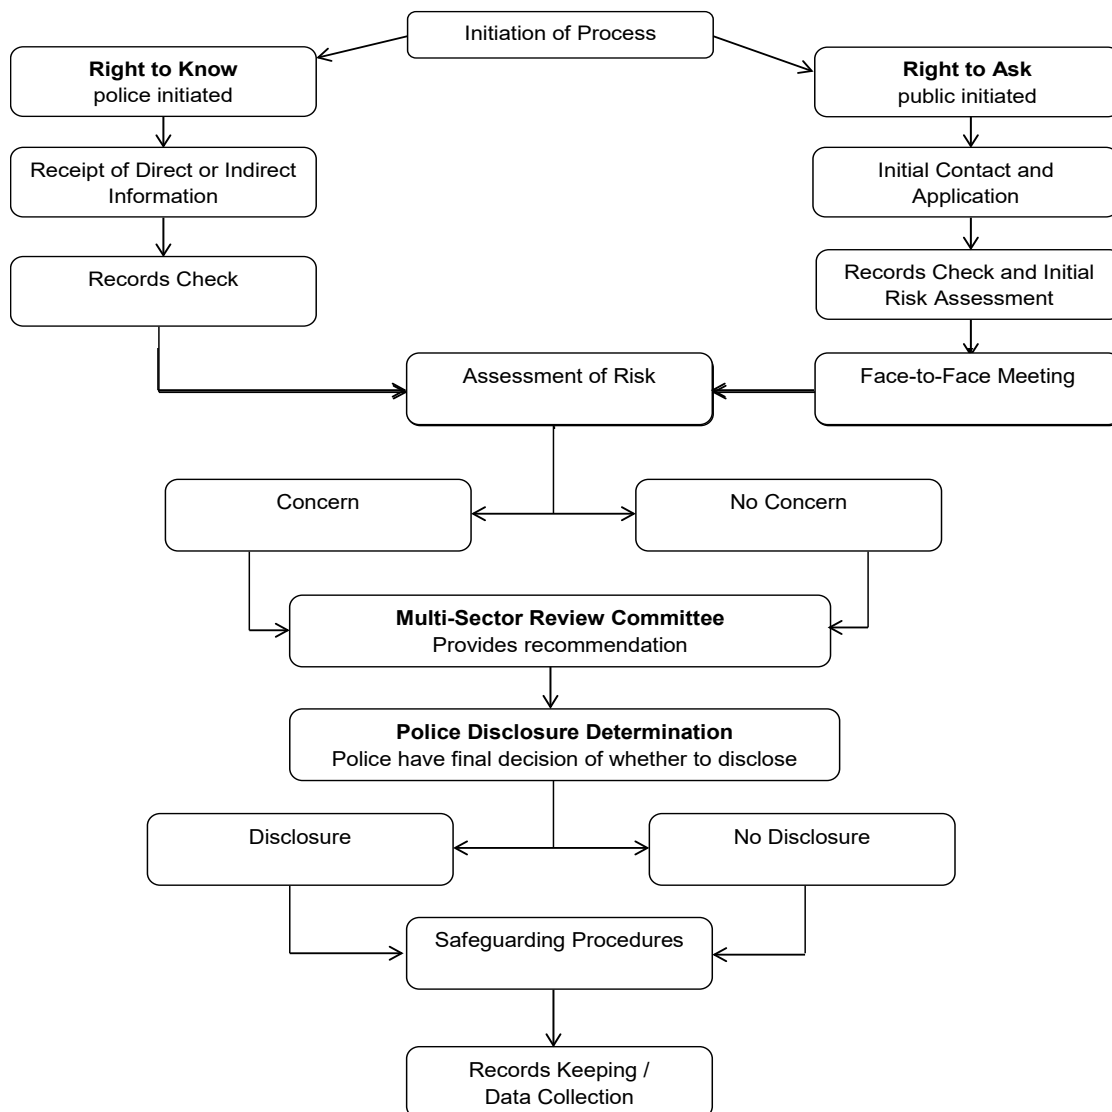 Initiation of Process
Right to Know
police initiated
Right to Ask
public initiated
Receipt of Direct or Indirect
Information
Initial Contact and
Application
Records Check
Records Check and Initial
Risk Assessment
Assessment of Risk
Face-to-Face Meeting
Concern
No Concern
Multi-Sector Review Committee
Provides recommendation
Police Disclosure Determination
Police have final decision of whether to disclose
Disclosure
No Disclosure
Safeguarding Procedures
Records Keeping /
Data Collection